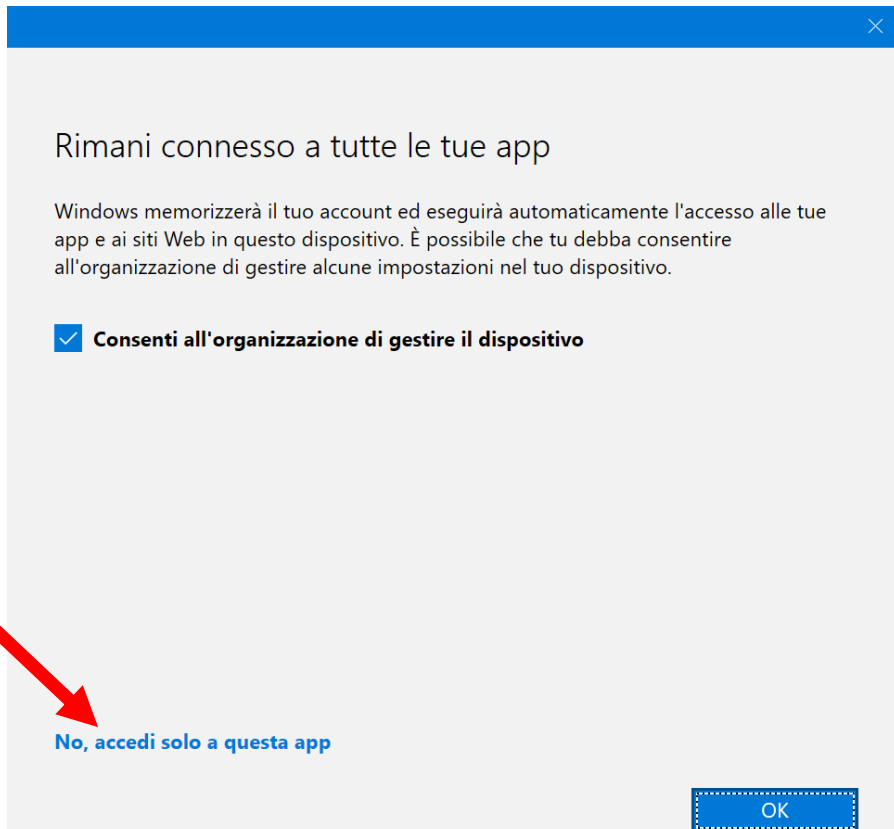 Rimani connesso a tutte le tue app
Windows memorizzerà il tuo account ed eseguirà automaticamente l'accesso alle tue
app e ai siti Web in questo dispositivo. È possibile che tu debba consentire
all'organizzazione di gestire alcune impostazioni nel tuo dispositivo.
Consenti all'organizzazione di gestire il dispositivo
No, accedi solo a questa app
OK